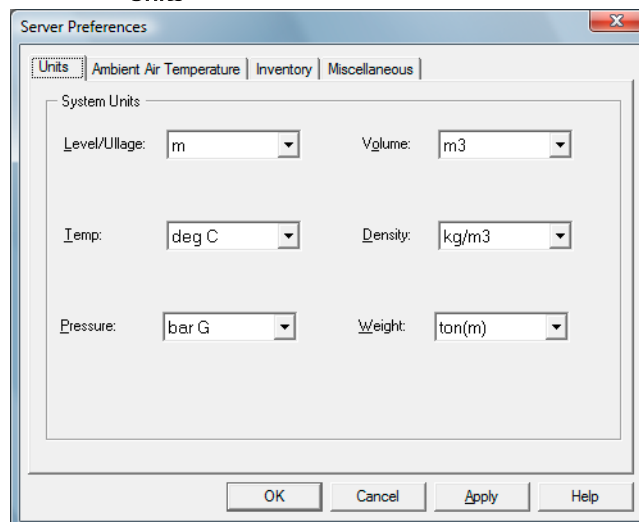 Server Preferences
Units Ambient Air Temperature Inventory Miscellaneous
System Units
Level/Ullage: m Volume: m3
Temp: deg C Density: kg/m3
Pressure: bar G Weight: ton(m)
OK Cancel Apply Help